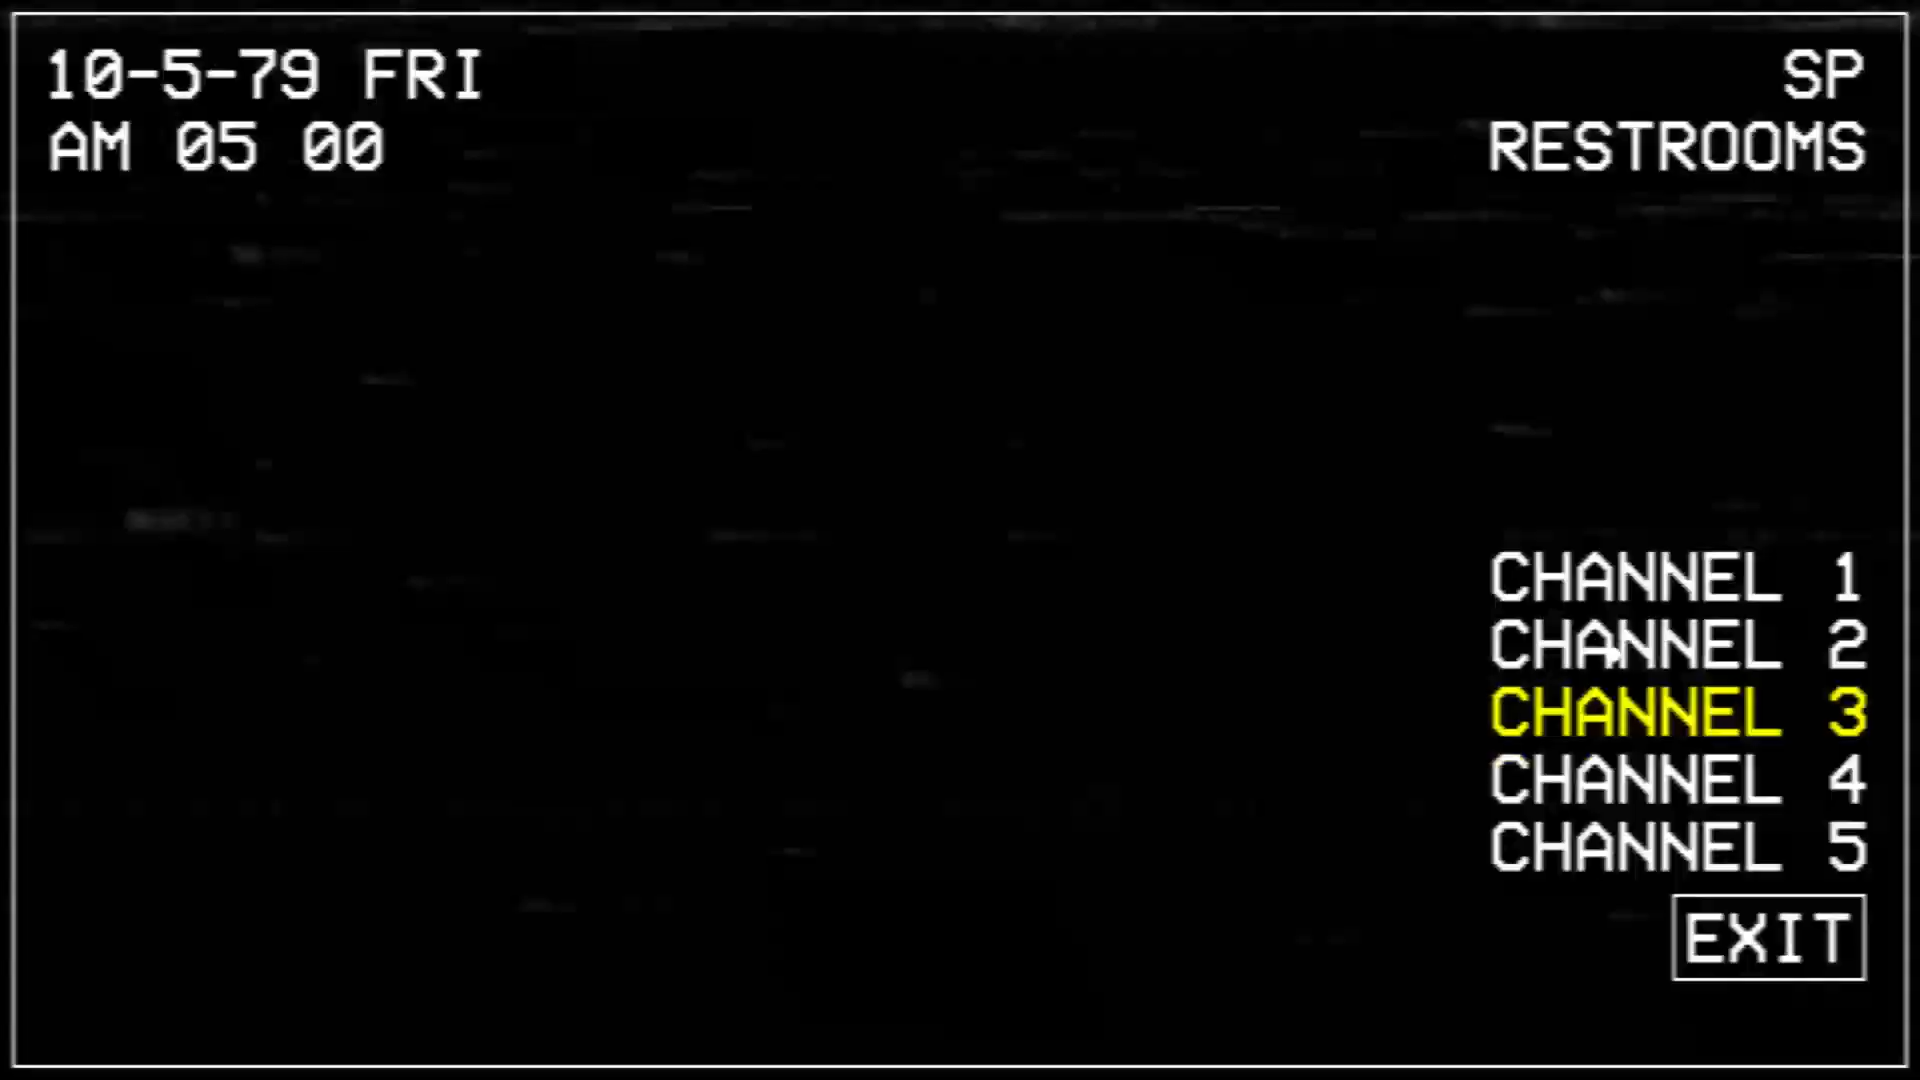 10-5-79 FRI
AM 05 00
SP
RESTROOMS
CHANNEL 1
CHANNEL 2
CHANNEL 3
CHANNEL 4
CHANNEL 5
EXIT